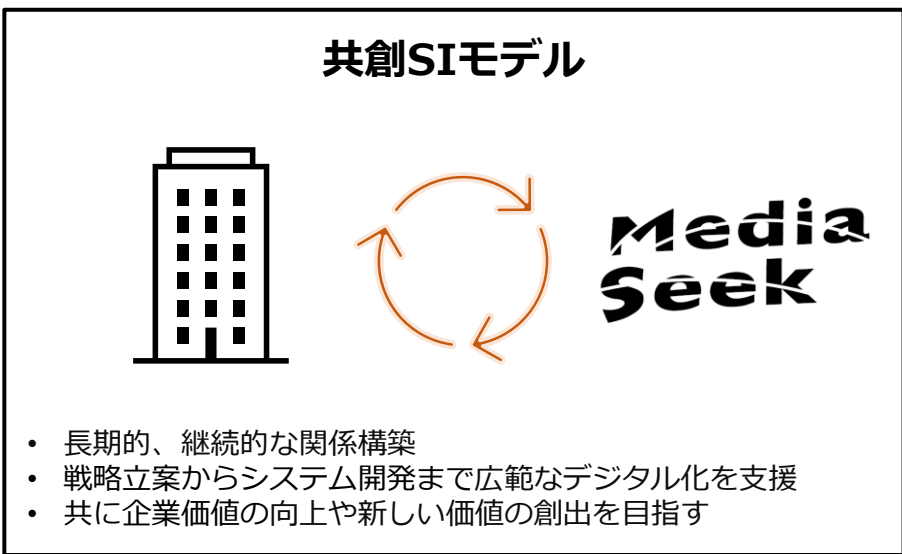 共創SIモデル
Media
Seek
• 長期的、継続的な関係構築
• 戦略立案からシステム開発まで広範なデジタル化を支援
• 共に企業価値の向上や新しい価値の創出を目指す